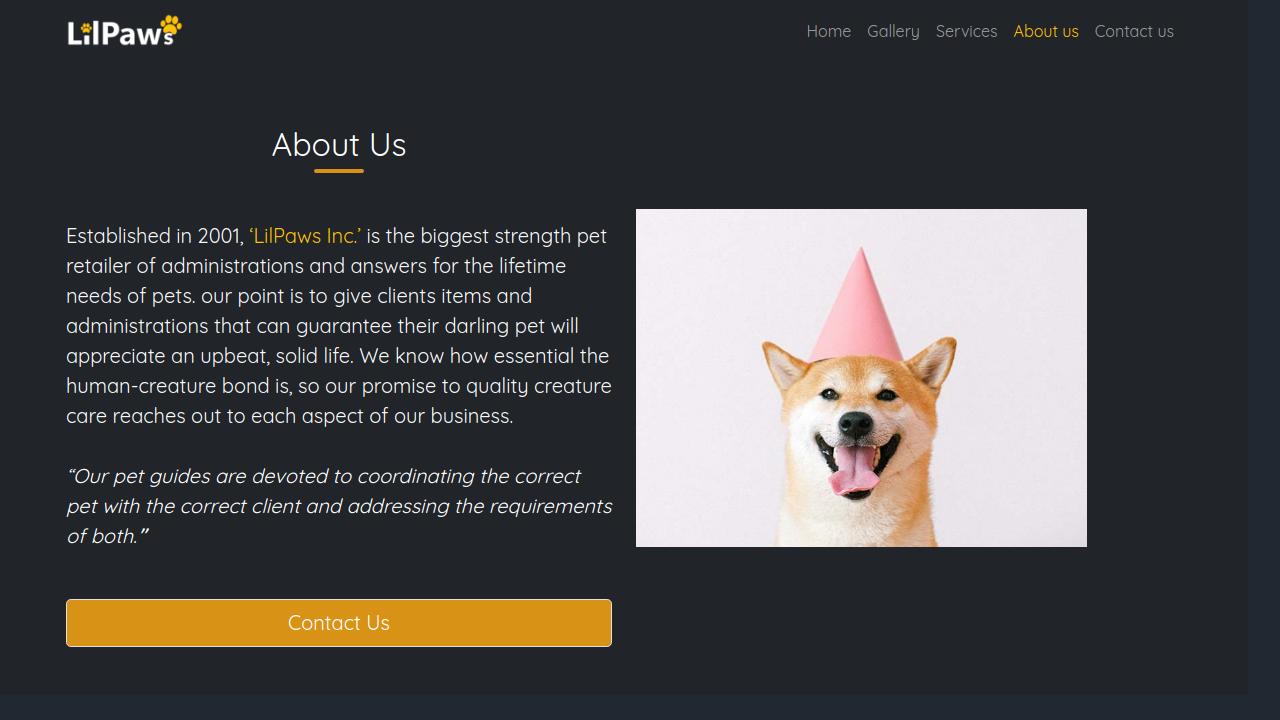 LilPaws
Home Gallery Services About us Contact us
About Us
Established in 2001, ‘LilPaws Inc.’ is the biggest strength pet
retailer of administrations and answers for the lifetime
needs of pets. our point is to give clients items and
administrations that can guarantee their darling pet will
appreciate an upbeat, solid life. We know how essential the
human-creature bond is, so our promise to quality creature
care reaches out to each aspect of our business.
“Our pet guides are devoted to coordinating the correct
pet with the correct client and addressing the requirements
of both.”
Contact Us